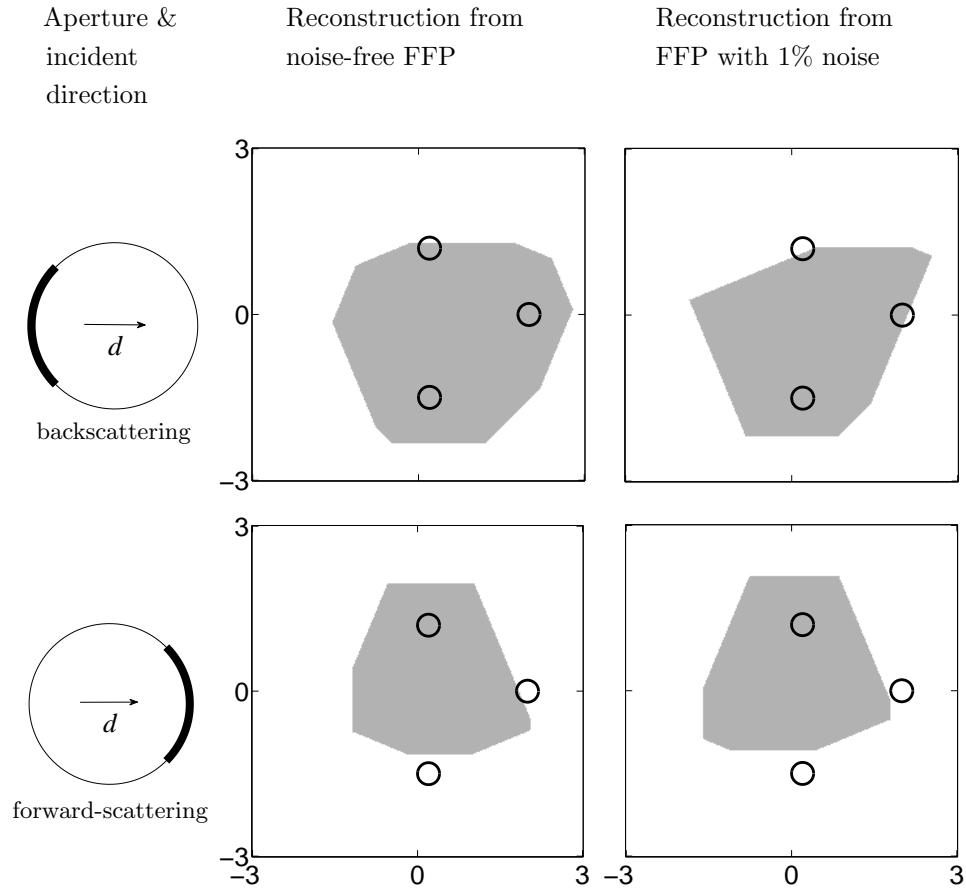 Aperture &
incident
direction
Reconstruction from
noise-free FFP
Reconstruction from
FFP with 1% noise
3
0
−3
d
backscattering
3
0
−3
−3 0 3
−3 0 3
d
forward-scattering